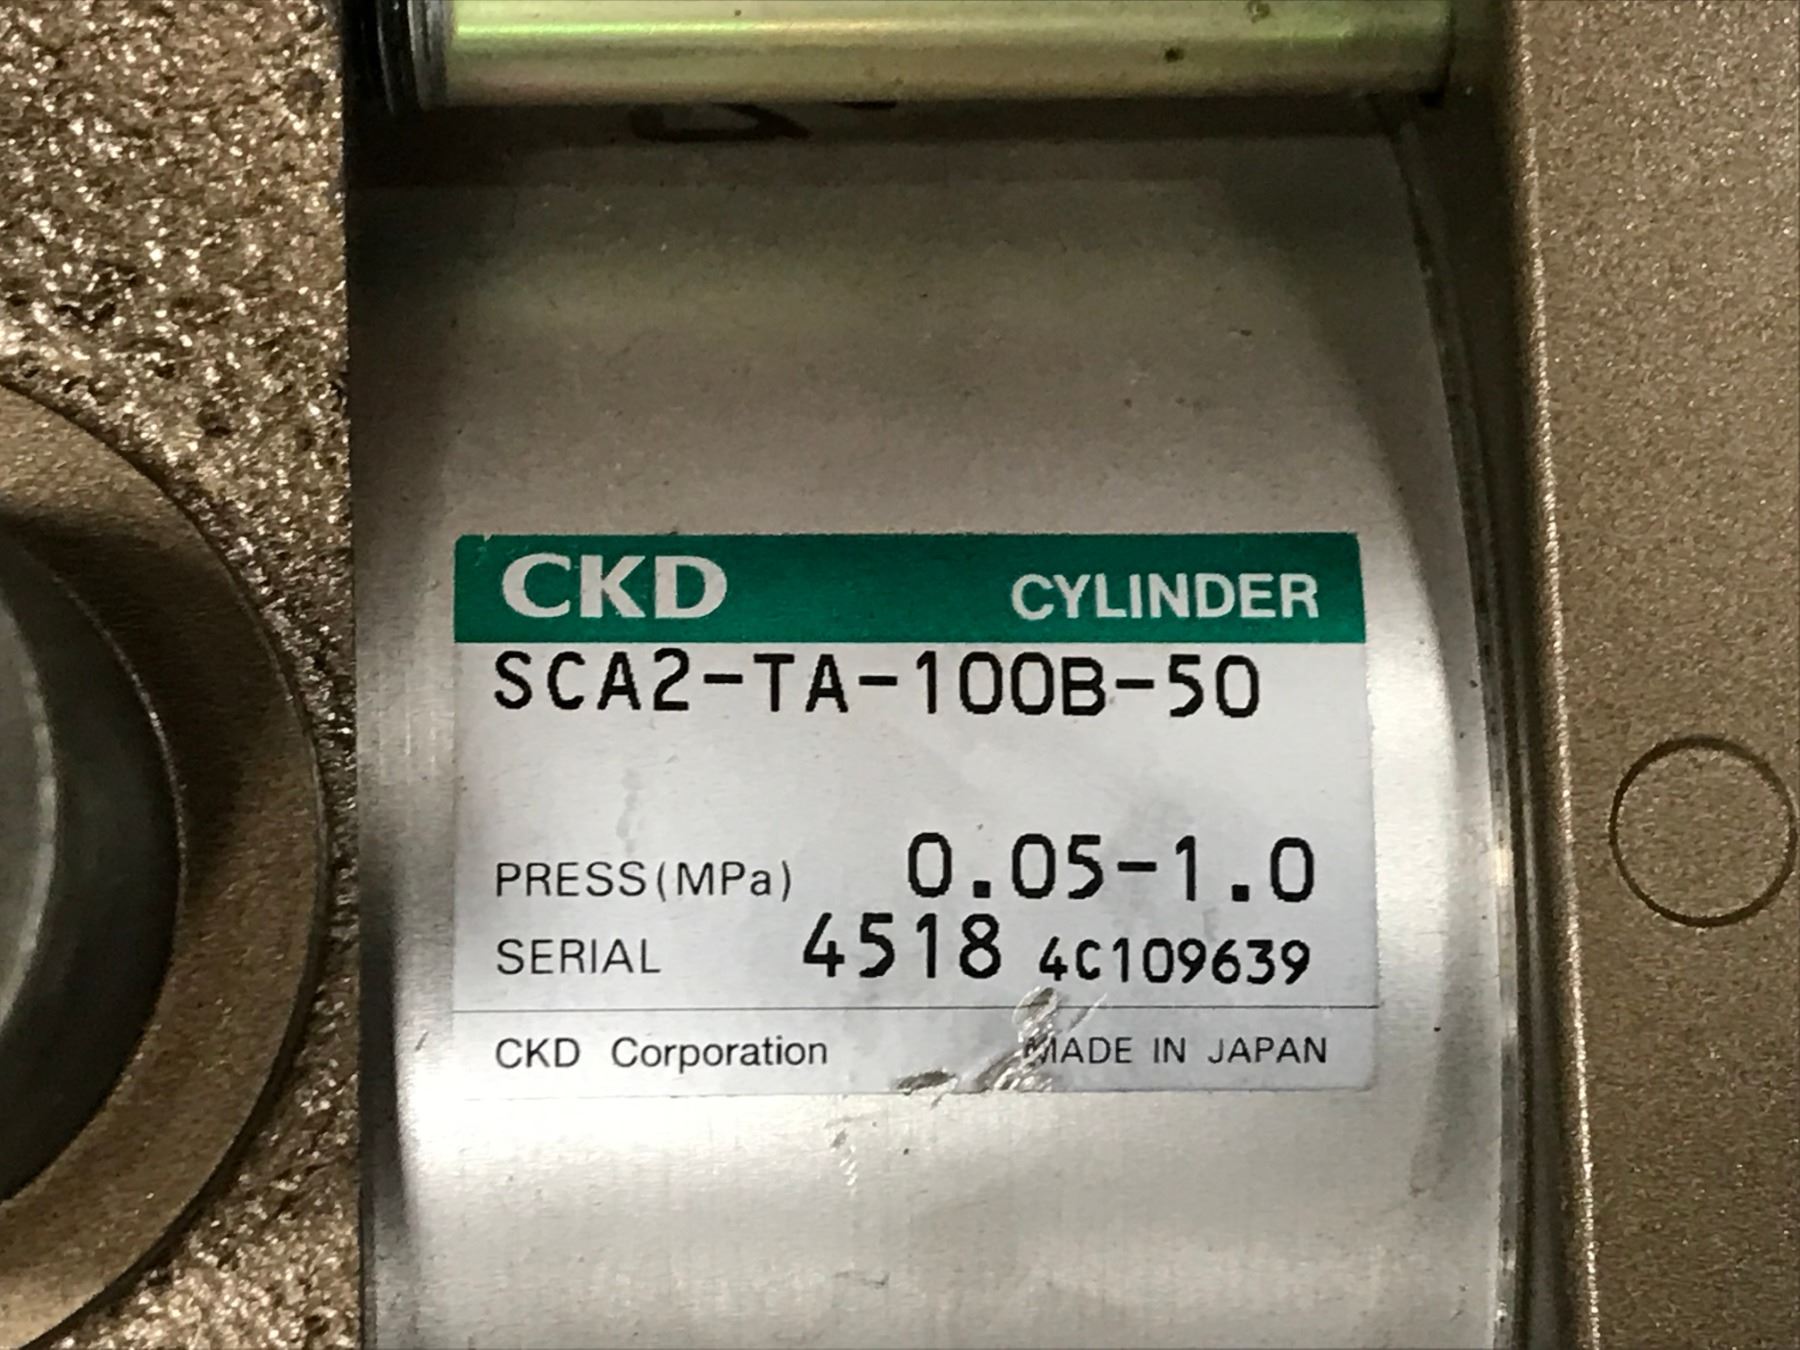 CKD CYLINDER
SCA2-TA-100B-50
PRESS(MPa) 0.05-1.0
SERIAL 4518 4C109639
CKD Corporation MADE IN JAPAN